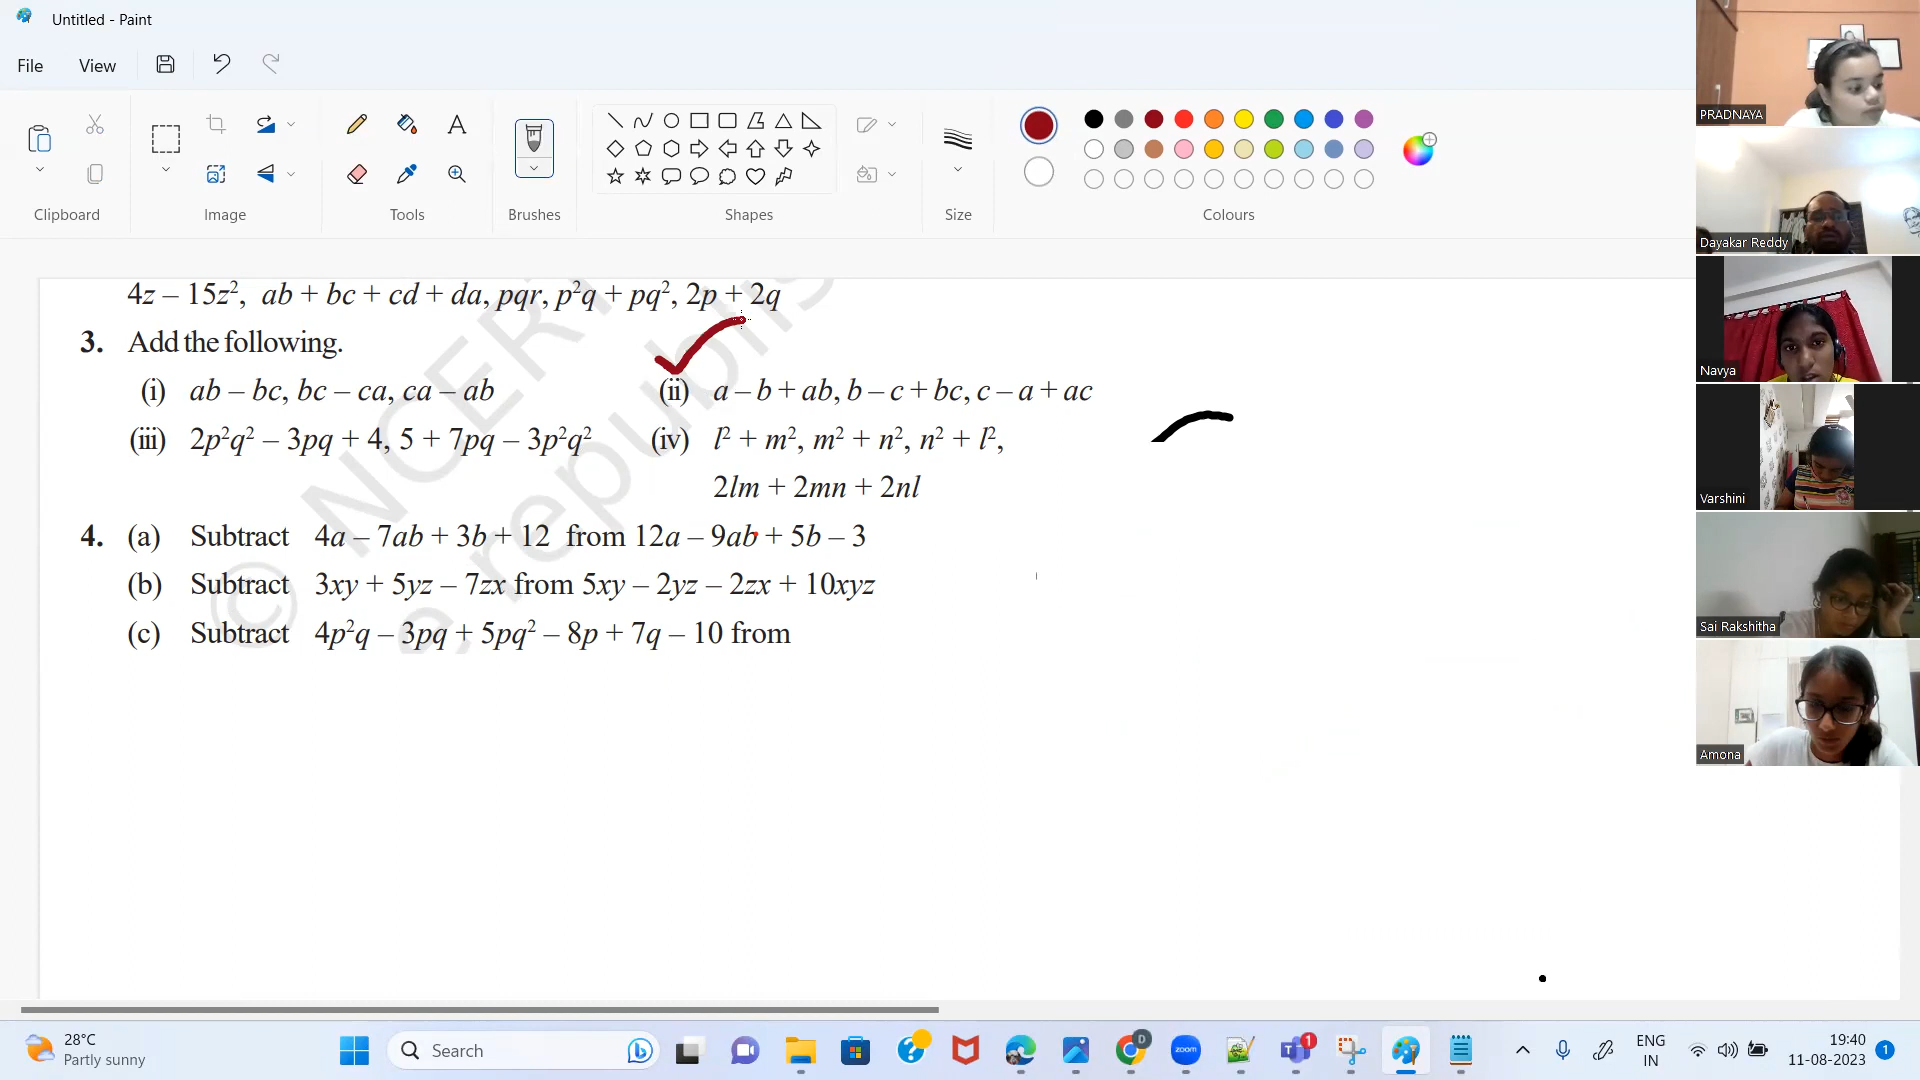 Untitled - Paint
File
View
Clipboard
Image
Tools
Brushes
Shapes
Size
Colours
4z – 15z², ab + bc + cd + da, pqr, p²q + pq², 2p + 2q
3. Add the following.
(i) ab – bc, bc – ca, ca – ab
(ii) a – b + ab, b – c + bc, c – a + ac
(iii) 2p²q² – 3pq + 4, 5 + 7pq – 3p²q²
(iv) l² + m², m² + n², n² + l²,
2lm + 2mn + 2nl
4. (a) Subtract 4a – 7ab + 3b + 12 from 12a – 9ab + 5b – 3
(b) Subtract 3xy + 5yz – 7zx from 5xy – 2yz – 2zx + 10xyz
(c) Subtract 4p²q – 3pq + 5pq² – 8p + 7q – 10 from
© NCERT
e republis
PRADNAYA
Dayakar Reddy
Navya
Varshini
Sai Rakshitha
Amona
28°C
Partly sunny
Search
D
zoom
1
ENG
IN
19:40
11-08-2023
1